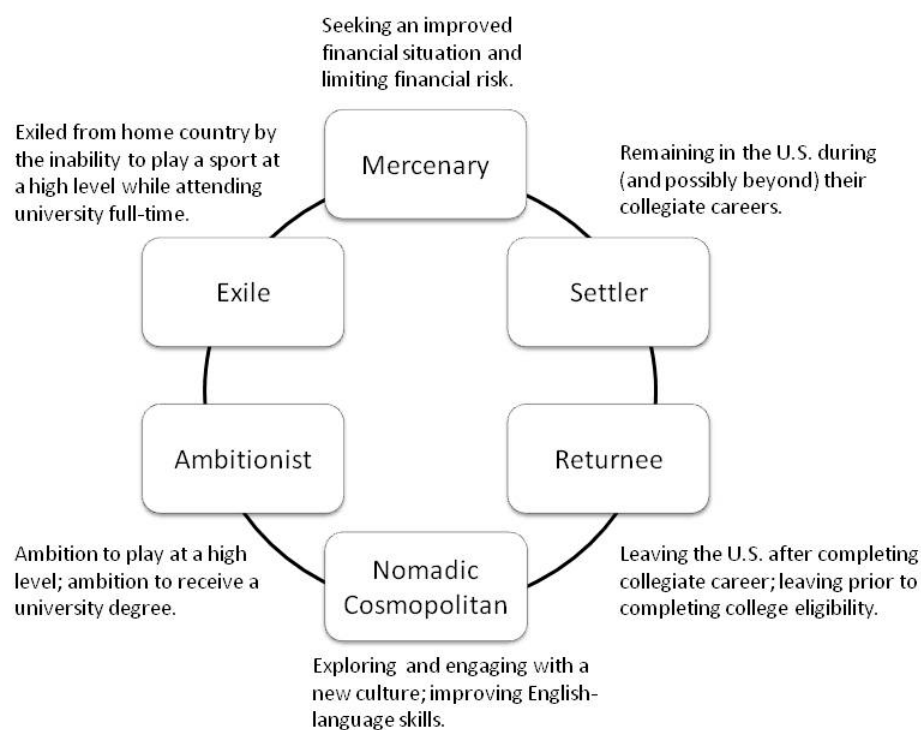 Seeking an improved
financial situation and
limiting financial risk.
Mercenary
Exiled from home country by
the inability to play a sport at
a high level while attending
university full-time.
Exile
Remaining in the U.S. during
(and possibly beyond) their
collegiate careers.
Settler
Ambitionist
Ambition to play at a high
level; ambition to receive a
university degree.
Returnee
Leaving the U.S. after completing
collegiate career; leaving prior to
completing college eligibility.
Nomadic
Cosmopolitan
Exploring and engaging with a
new culture; improving English-
language skills.